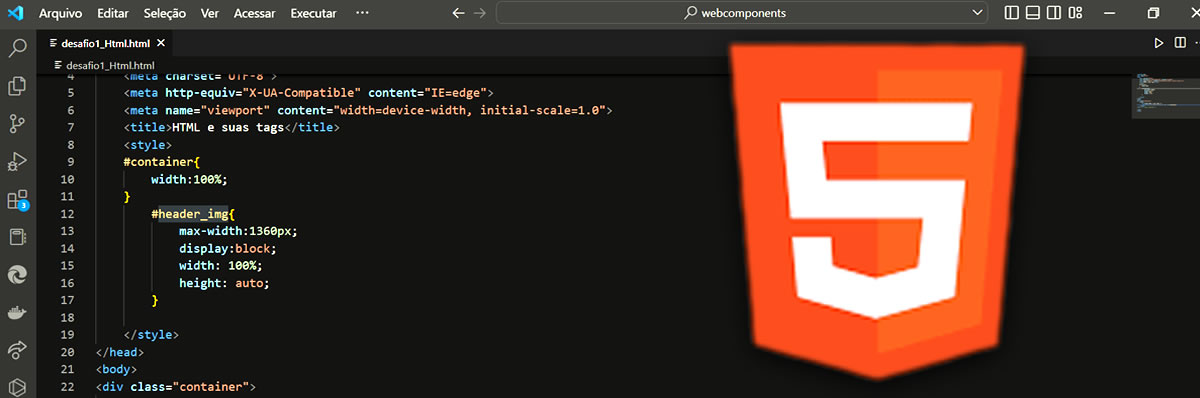 Arquivo Editar Seleção Ver Acessar Executar ··· webcomponents
desafio1_Html.html
desafio1_Html.html
4 <meta charset="UTF-8">
5 <meta http-equiv="X-UA-Compatible" content="IE=edge">
6 <meta name="viewport" content="width=device-width, initial-scale=1.0">
7 <title>HTML e suas tags</title>
8 <style>
9 #container{
10 width:100%;
11 }
12 #header_img{
13 max-width:1360px;
14 display:block;
15 width: 100%;
16 height: auto;
17 }
18
19 </style>
20 </head>
21 <body>
22 <div class="container">
3
5